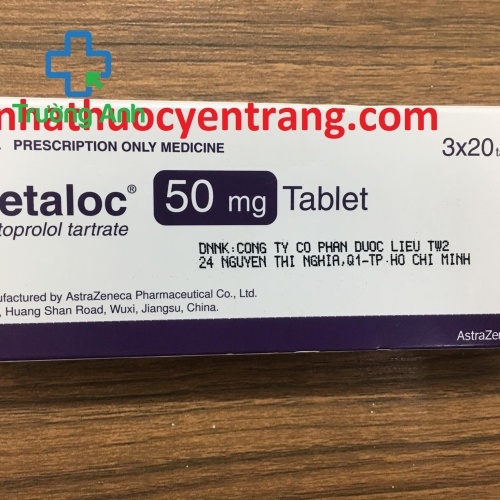 Trường Anh
nhathuocyentrang.com
PRESCRIPTION ONLY MEDICINE
3x20
etaloc® 50 mg Tablet
toprolol tartrate
DNNK:CONG TY CO PHAN DUOC LIEU TW2
24 NGUYEN THI NGHIA,Q1-TP.HO CHI MINH
ufactured by AstraZeneca Pharmaceutical Co., Ltd.
, Huang Shan Road, Wuxi, Jiangsu, China.
AstraZene